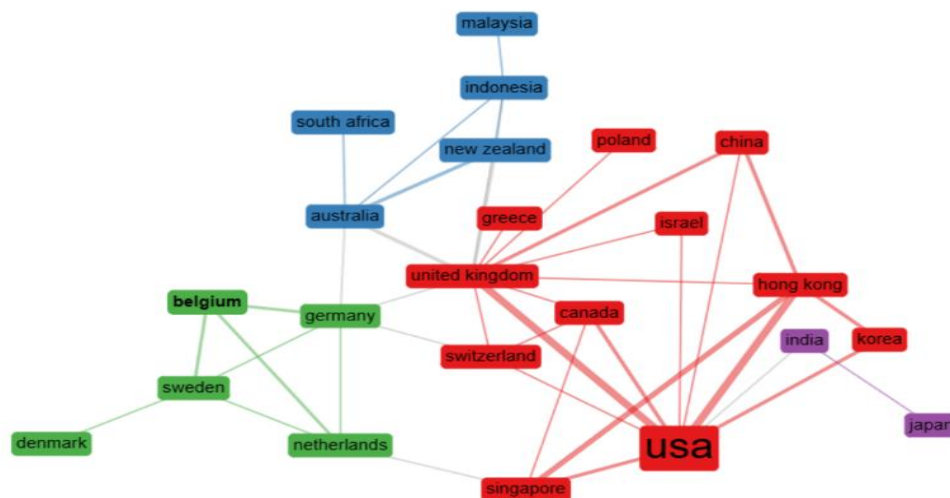 malaysia
indonesia
south africa
new zealand
poland
china
australia
greece
israel
united kingdom
hong kong
belgium
germany
canada
india
korea
switzerland
sweden
denmark
netherlands
usa
japan
singapore